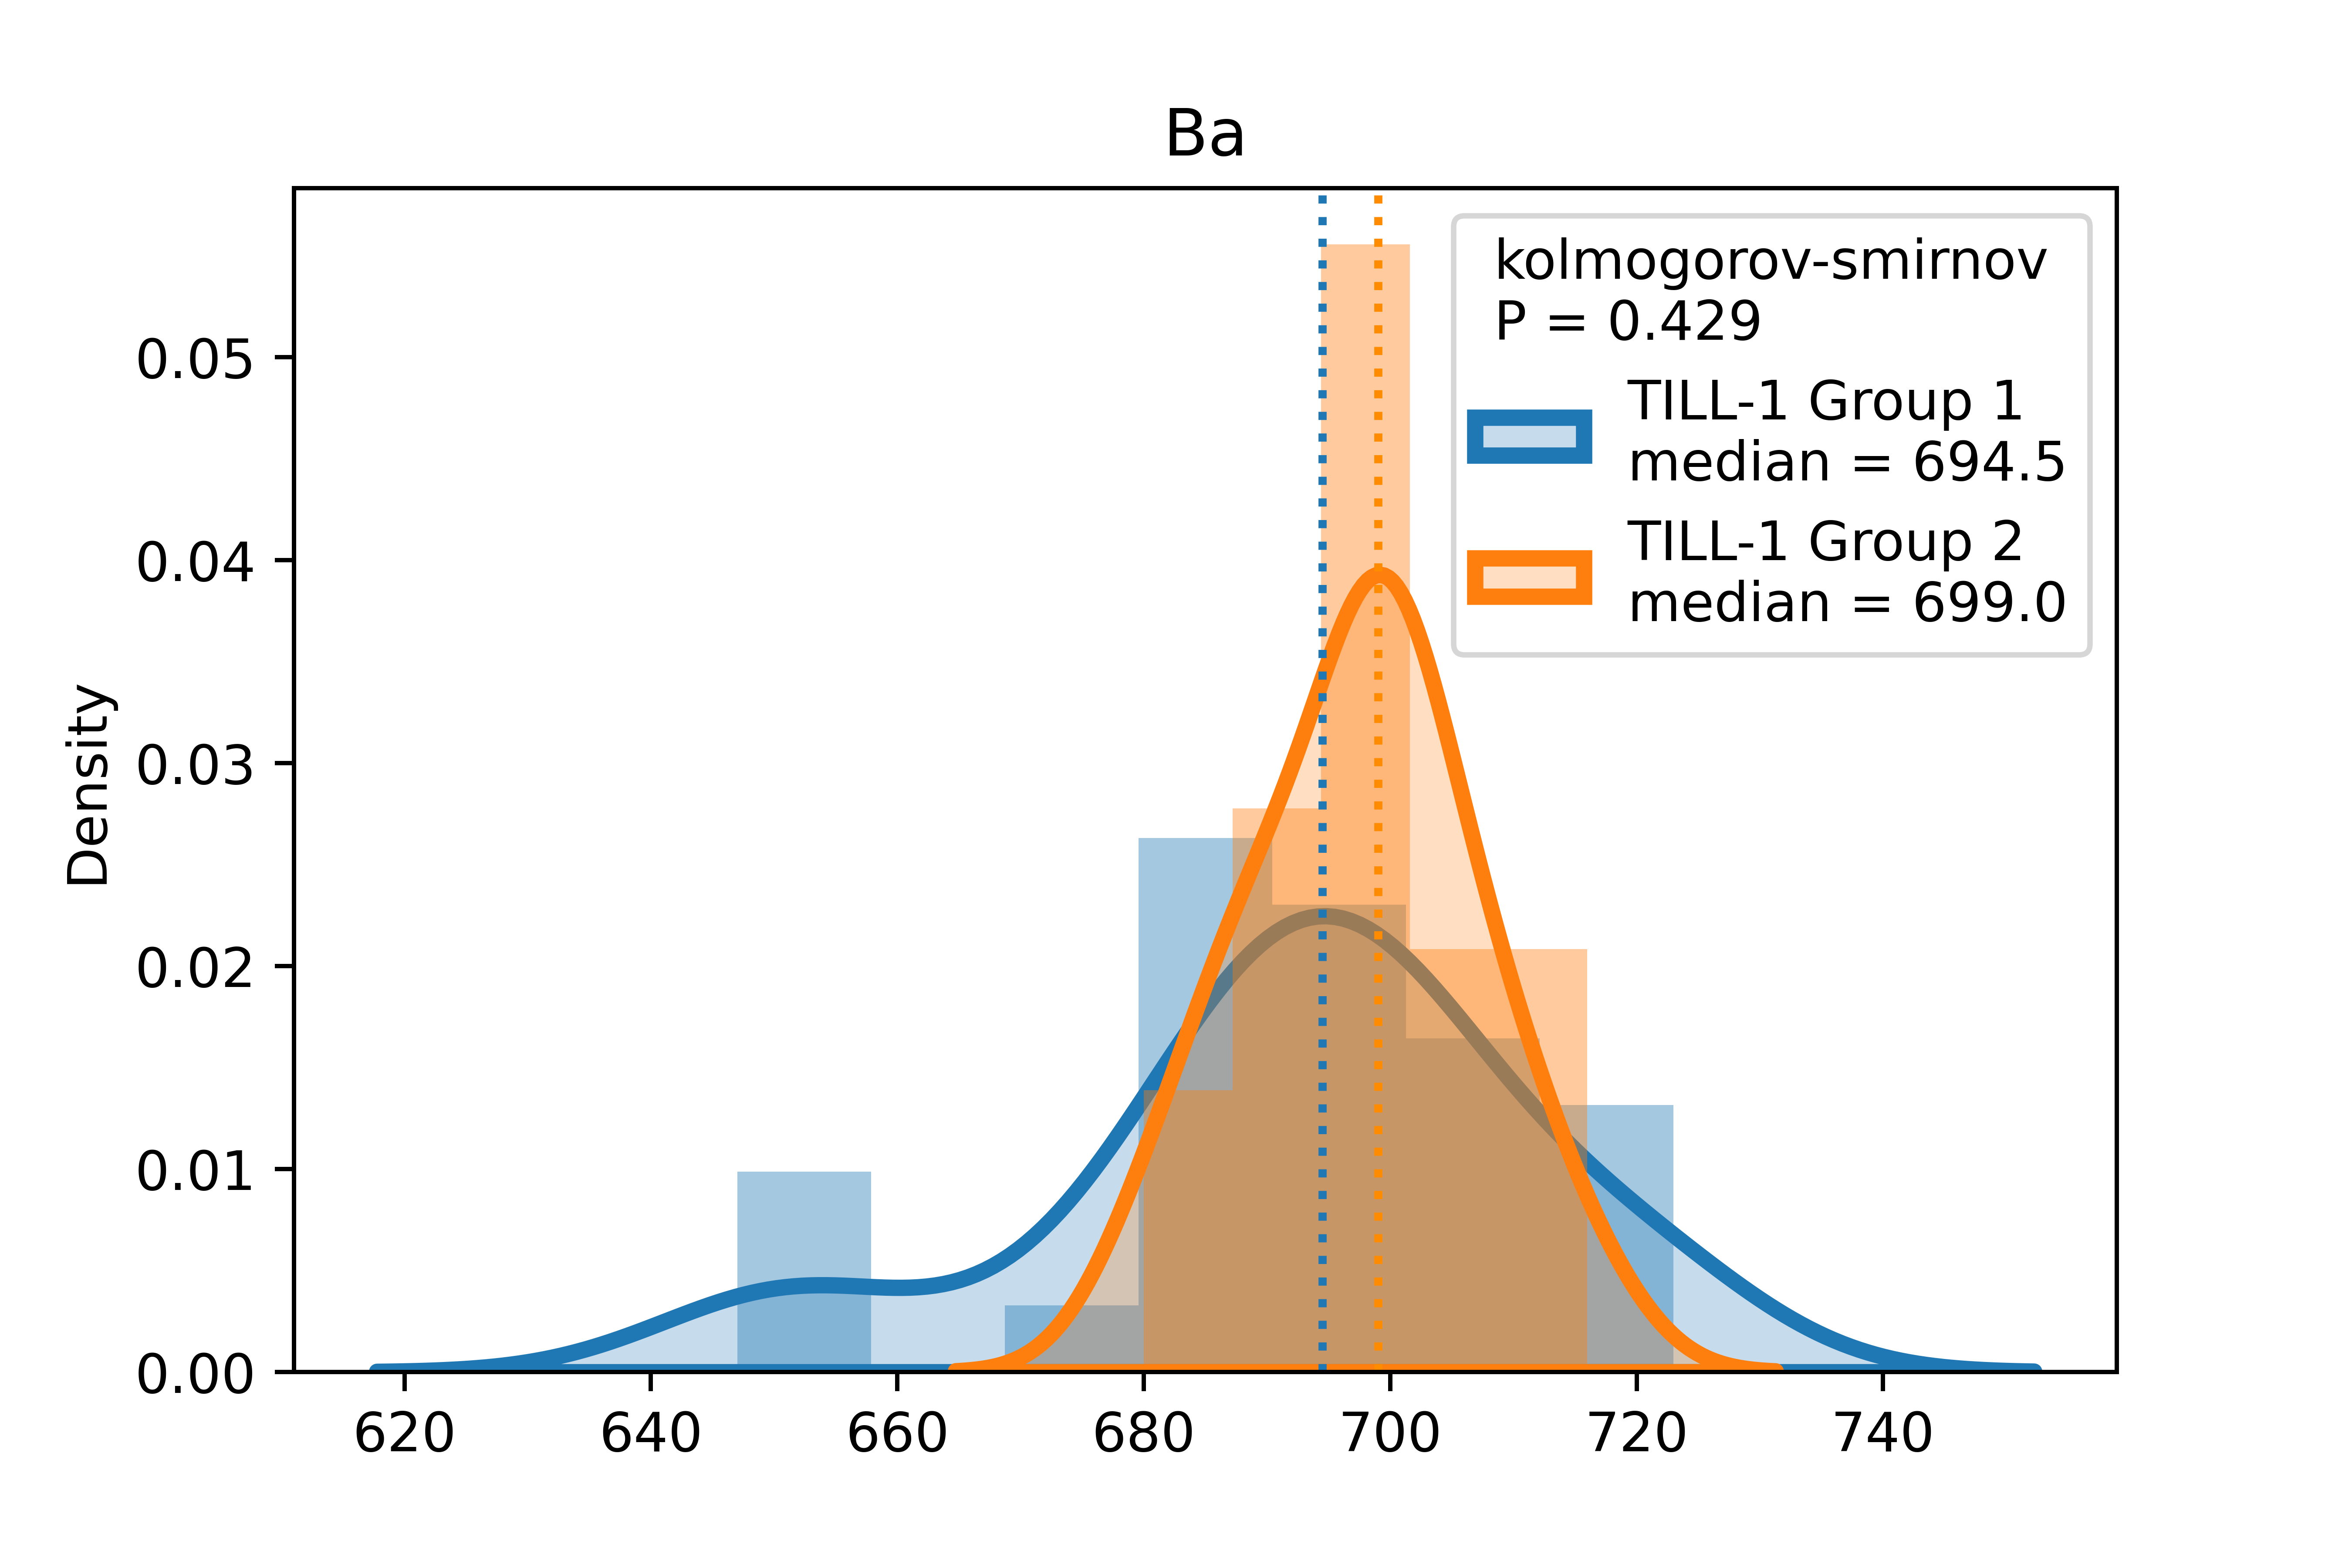 Ba
kolmogorov-smirnov
P = 0.429
TILL-1 Group 1
median = 694.5
TILL-1 Group 2
median = 699.0
Density
0.05
0.04
0.03
0.02
0.01
0.00
620 640 660 680 700 720 740